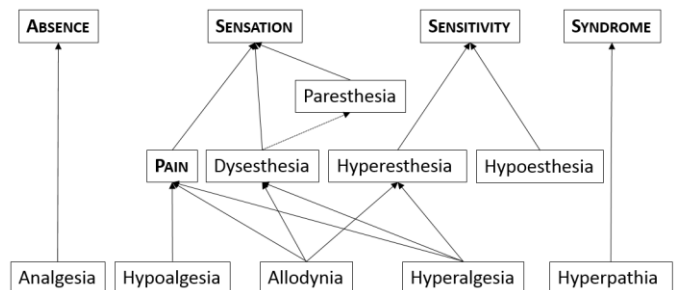 ABSENCE
SENSATION
SENSITIVITY
SYNDROME
Paresthesia
PAIN
Dysesthesia
Hyperesthesia
Hypoesthesia
Analgesia
Hypoalgesia
Allodynia
Hyperalgesia
Hyperpathia